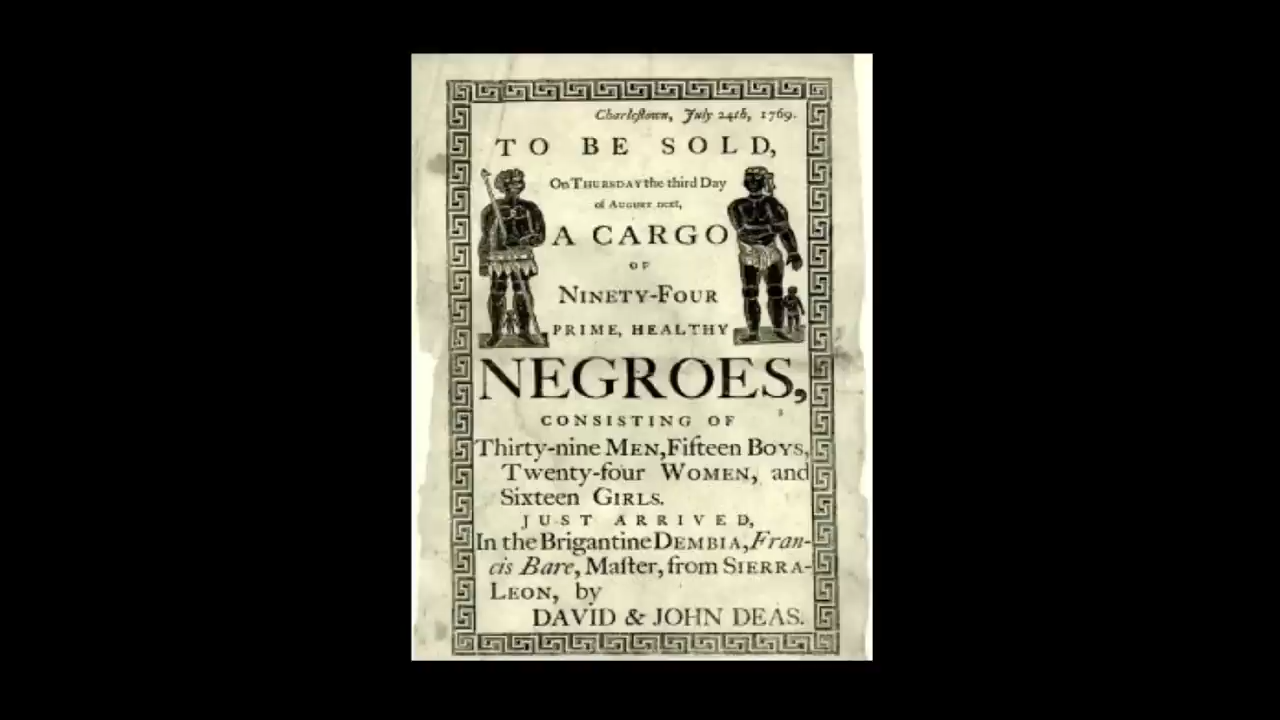 Charlestown, July 24th, 1769.
TO BE SOLD,
On THURSDAY the third Day
of AUGUST next,
A CARGO
OF
NINETY-FOUR
PRIME, HEALTHY
NEGROES,
CONSISTING OF
Thirty-nine MEN, Fifteen BOYS,
Twenty-four WOMEN, and
Sixteen GIRLS.
JUST ARRIVED,
In the Brigantine DEMBIA, Fran-
cis Bare, Master, from SIERRA-
LEON, by
DAVID & JOHN DEAS.